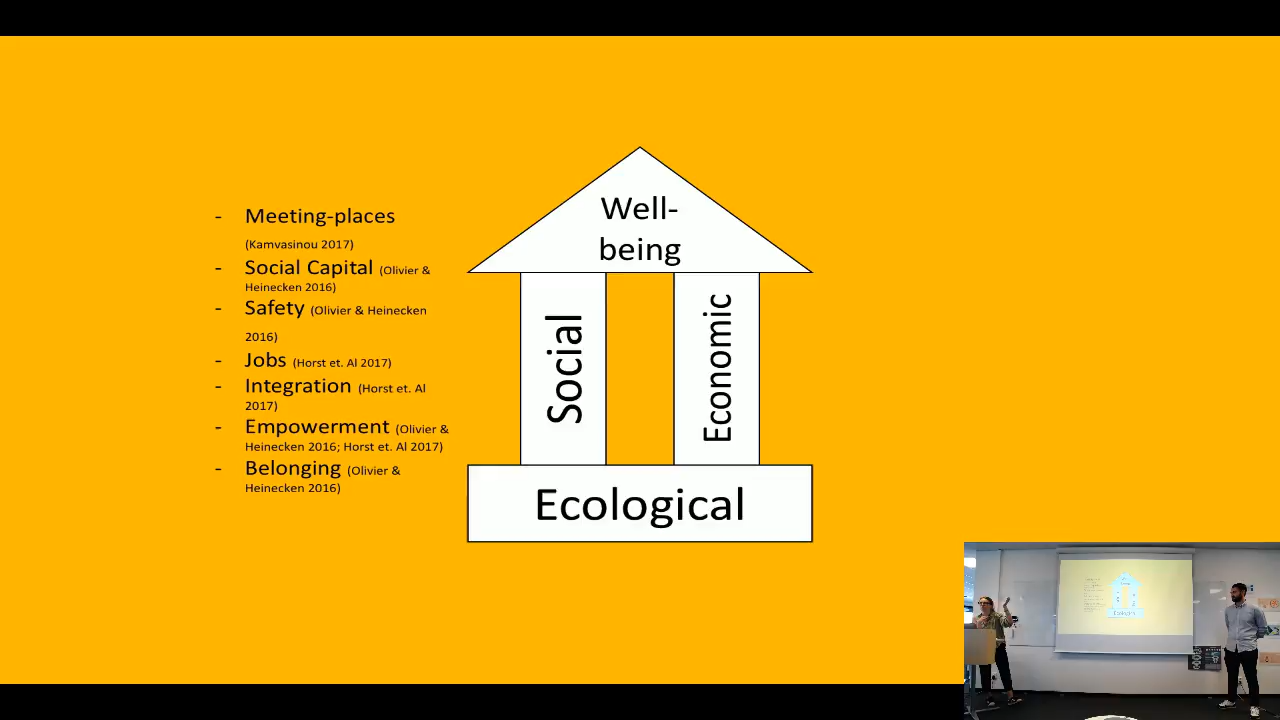 - Meeting-places
(Kamvasinou 2017)
- Social Capital (Olivier &
Heinecken 2016)
- Safety (Olivier & Heinecken
2016)
- Jobs (Horst et. Al 2017)
- Integration (Horst et. Al
2017)
- Empowerment (Olivier &
Heinecken 2016; Horst et. Al 2017)
- Belonging (Olivier &
Heinecken 2016)
Well-
being
Social
Economic
Ecological
Ecological